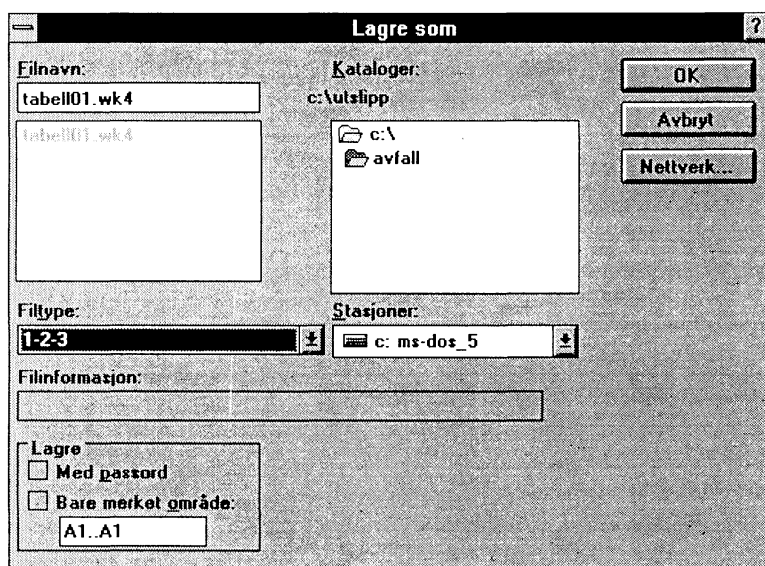 Lagre som
?
Filnavn:
tabell01.wk4
tabell01.wk4
Kataloger:
c:\utslipp
c:\
avfall
OK
Avbryt
Nettverk...
Filtype:
1-2-3
Stasjoner:
c: ms-dos_5
Filinformasjon:
Lagre
Med passord
Bare merket område:
A1..A1